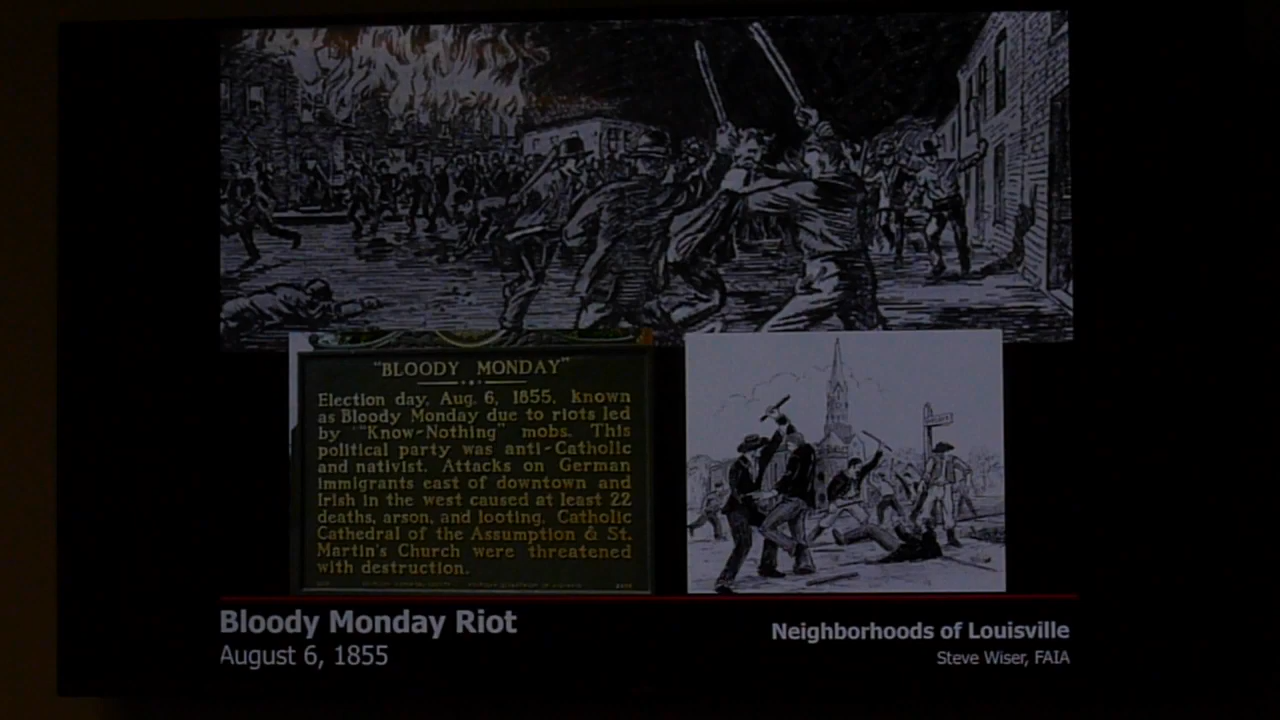 "BLOODY MONDAY"
Election day, Aug. 6, 1855, known
as Bloody Monday due to riots led
by "Know-Nothing" mobs. This
political party was anti-Catholic
and nativist. Attacks on German
immigrants east of downtown and
Irish in the west caused at least 22
deaths, arson, and looting. Catholic
Cathedral of the Assumption & St.
Martin's Church were threatened
with destruction.
Bloody Monday Riot
August 6, 1855
Neighborhoods of Louisville
Steve Wiser, FAIA